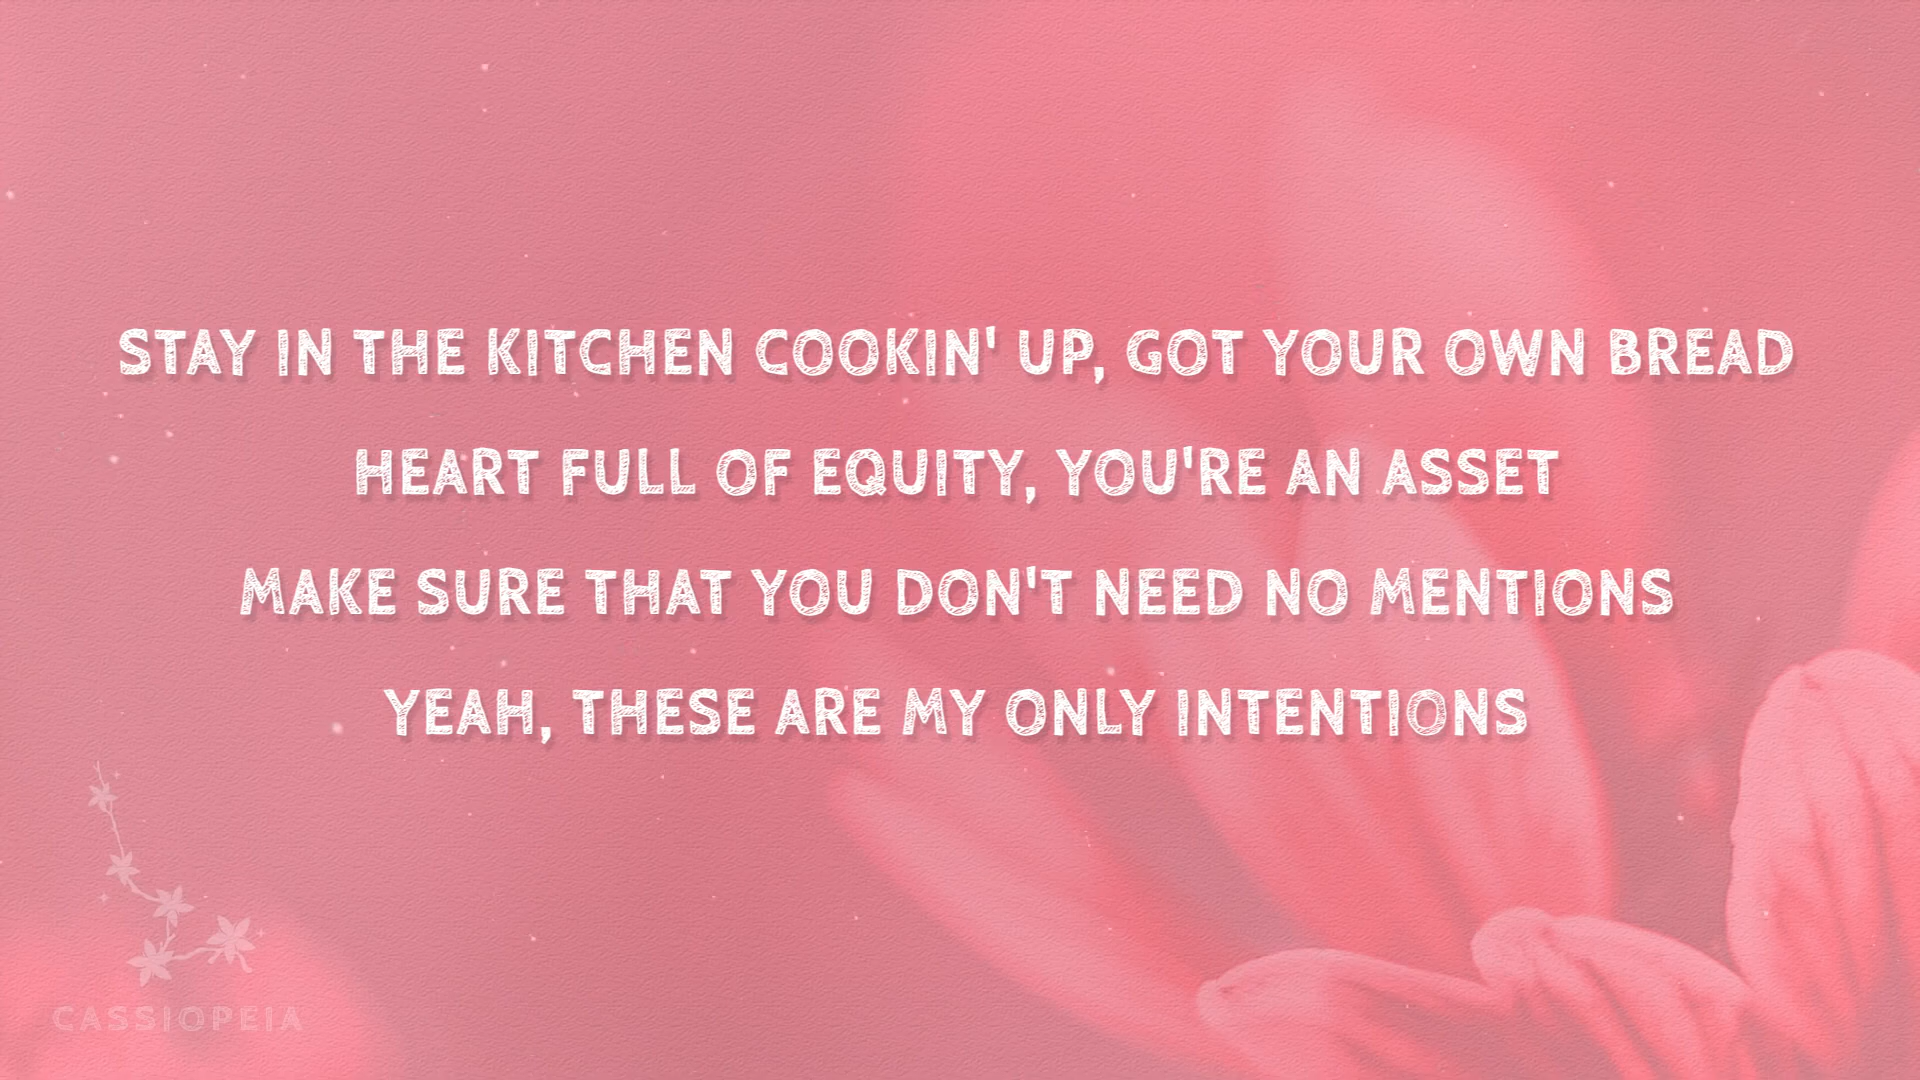 STAY IN THE KITCHEN COOKIN' UP, GOT YOUR OWN BREAD
HEART FULL OF EQUITY, YOU'RE AN ASSET
MAKE SURE THAT YOU DON'T NEED NO MENTIONS
YEAH, THESE ARE MY ONLY INTENTIONS
CASSIOPEIA